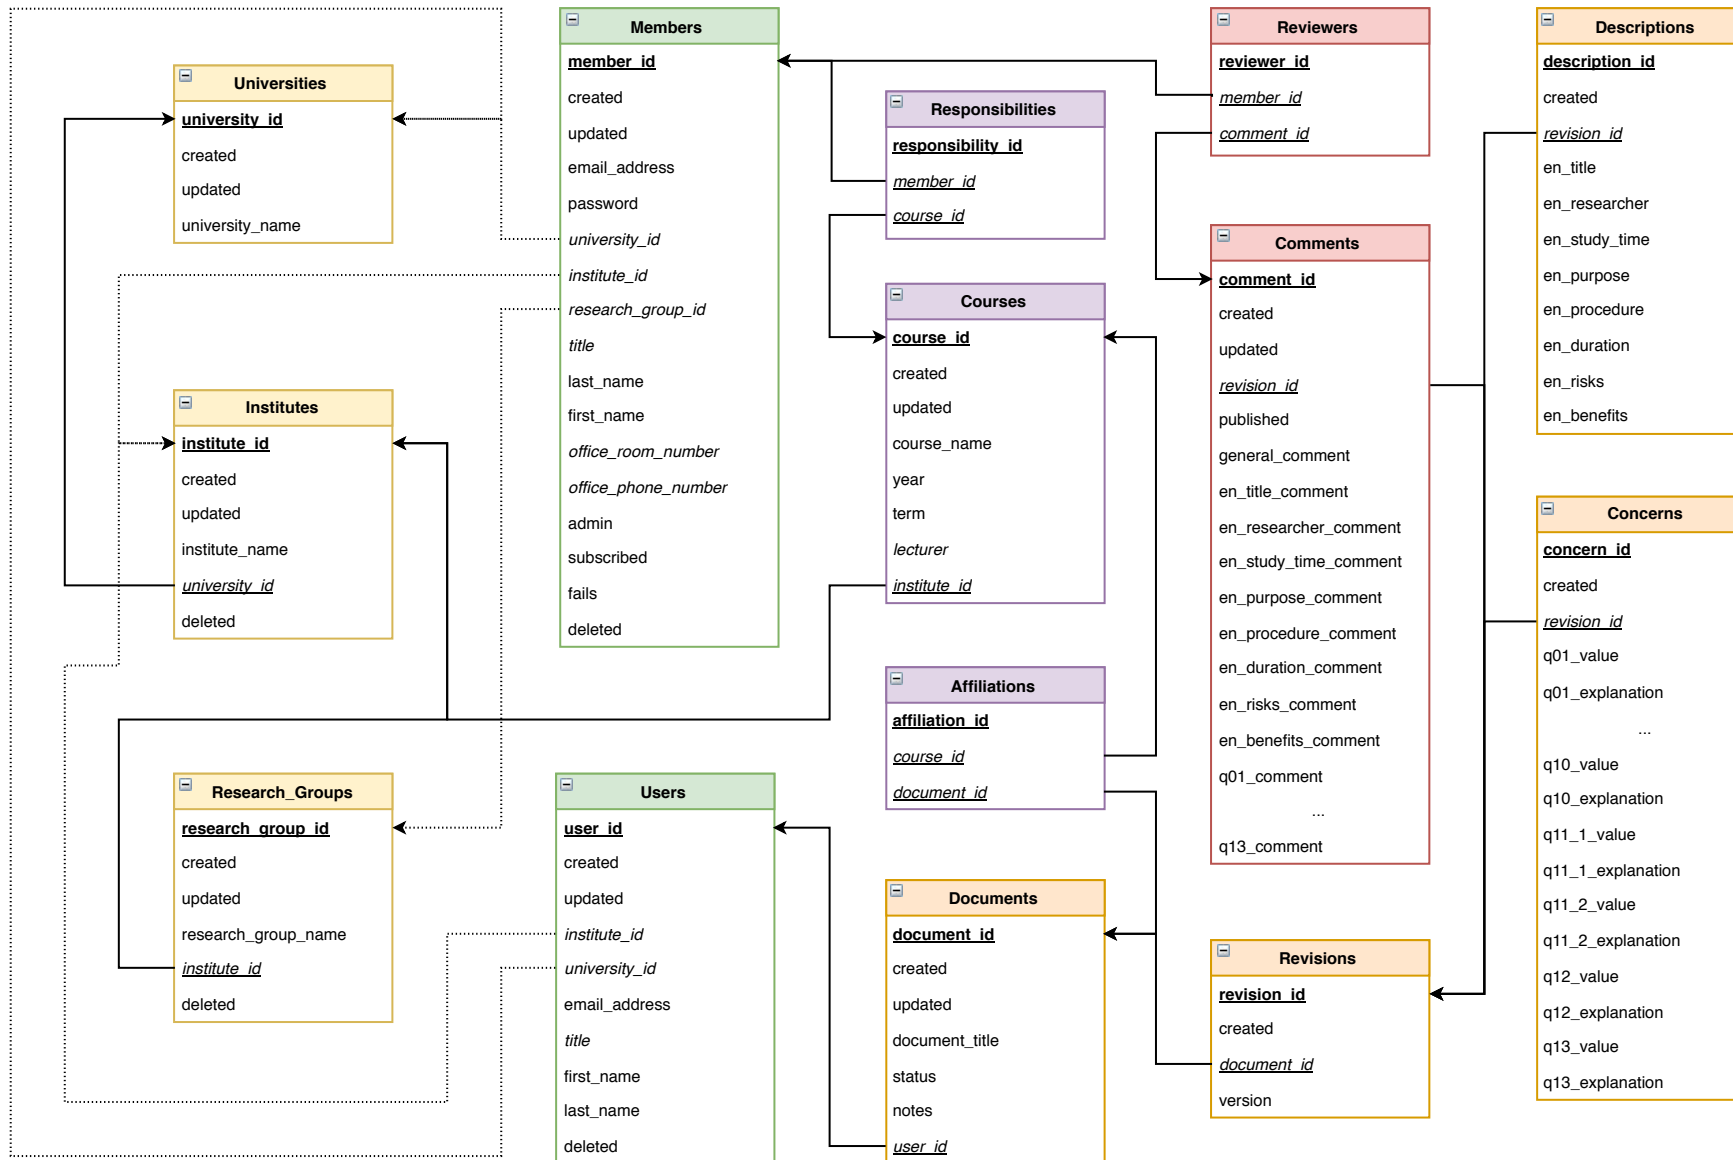 Universities
university_id
created
updated
university_name
Institutes
institute_id
created
updated
institute_name
university_id
deleted
Research_Groups
research_group_id
created
updated
research_group_name
institute_id
deleted
Members
member_id
created
updated
email_address
password
university_id
institute_id
research_group_id
title
last_name
first_name
office_room_number
office_phone_number
admin
subscribed
fails
deleted
Users
user_id
created
updated
institute_id
university_id
email_address
title
first_name
last_name
deleted
Responsibilities
responsibility_id
member_id
course_id
Courses
course_id
created
updated
course_name
year
term
lecturer
institute_id
Affiliations
affiliation_id
course_id
document_id
Documents
document_id
created
updated
document_title
status
notes
user_id
Reviewers
reviewer_id
member_id
comment_id
Comments
comment_id
created
updated
revision_id
published
general_comment
en_title_comment
en_researcher_comment
en_study_time_comment
en_purpose_comment
en_procedure_comment
en_duration_comment
en_risks_comment
en_benefits_comment
q01_comment
...
q13_comment
Revisions
revision_id
created
document_id
version
Descriptions
description_id
created
revision_id
en_title
en_researcher
en_study_time
en_purpose
en_procedure
en_duration
en_risks
en_benefits
Concerns
concern_id
created
revision_id
q01_value
q01_explanation
...
q10_value
q10_explanation
q11_1_value
q11_1_explanation
q11_2_value
q11_2_explanation
q12_value
q12_explanation
q13_value
q13_explanation